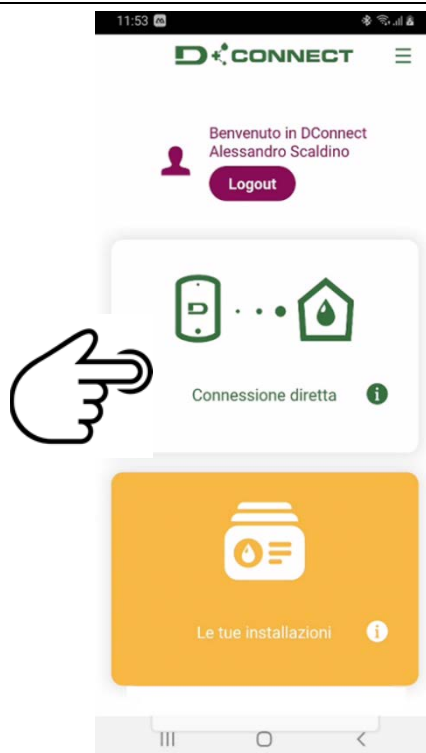 11:53
D+CONNECT
Benvenuto in DConnect
Alessandro Scaldino
Logout
D
Connessione diretta
i
Le tue installazioni
i